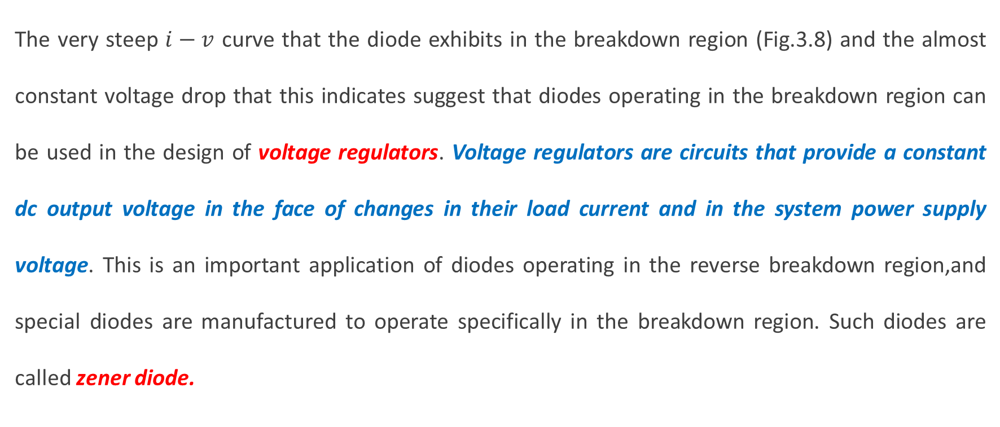 The very steep i − v curve that the diode exhibits in the breakdown region (Fig.3.8) and the almost
constant voltage drop that this indicates suggest that diodes operating in the breakdown region can
be used in the design of voltage regulators. Voltage regulators are circuits that provide a constant
dc output voltage in the face of changes in their load current and in the system power supply
voltage. This is an important application of diodes operating in the reverse breakdown region,and
special diodes are manufactured to operate specifically in the breakdown region. Such diodes are
called zener diode.